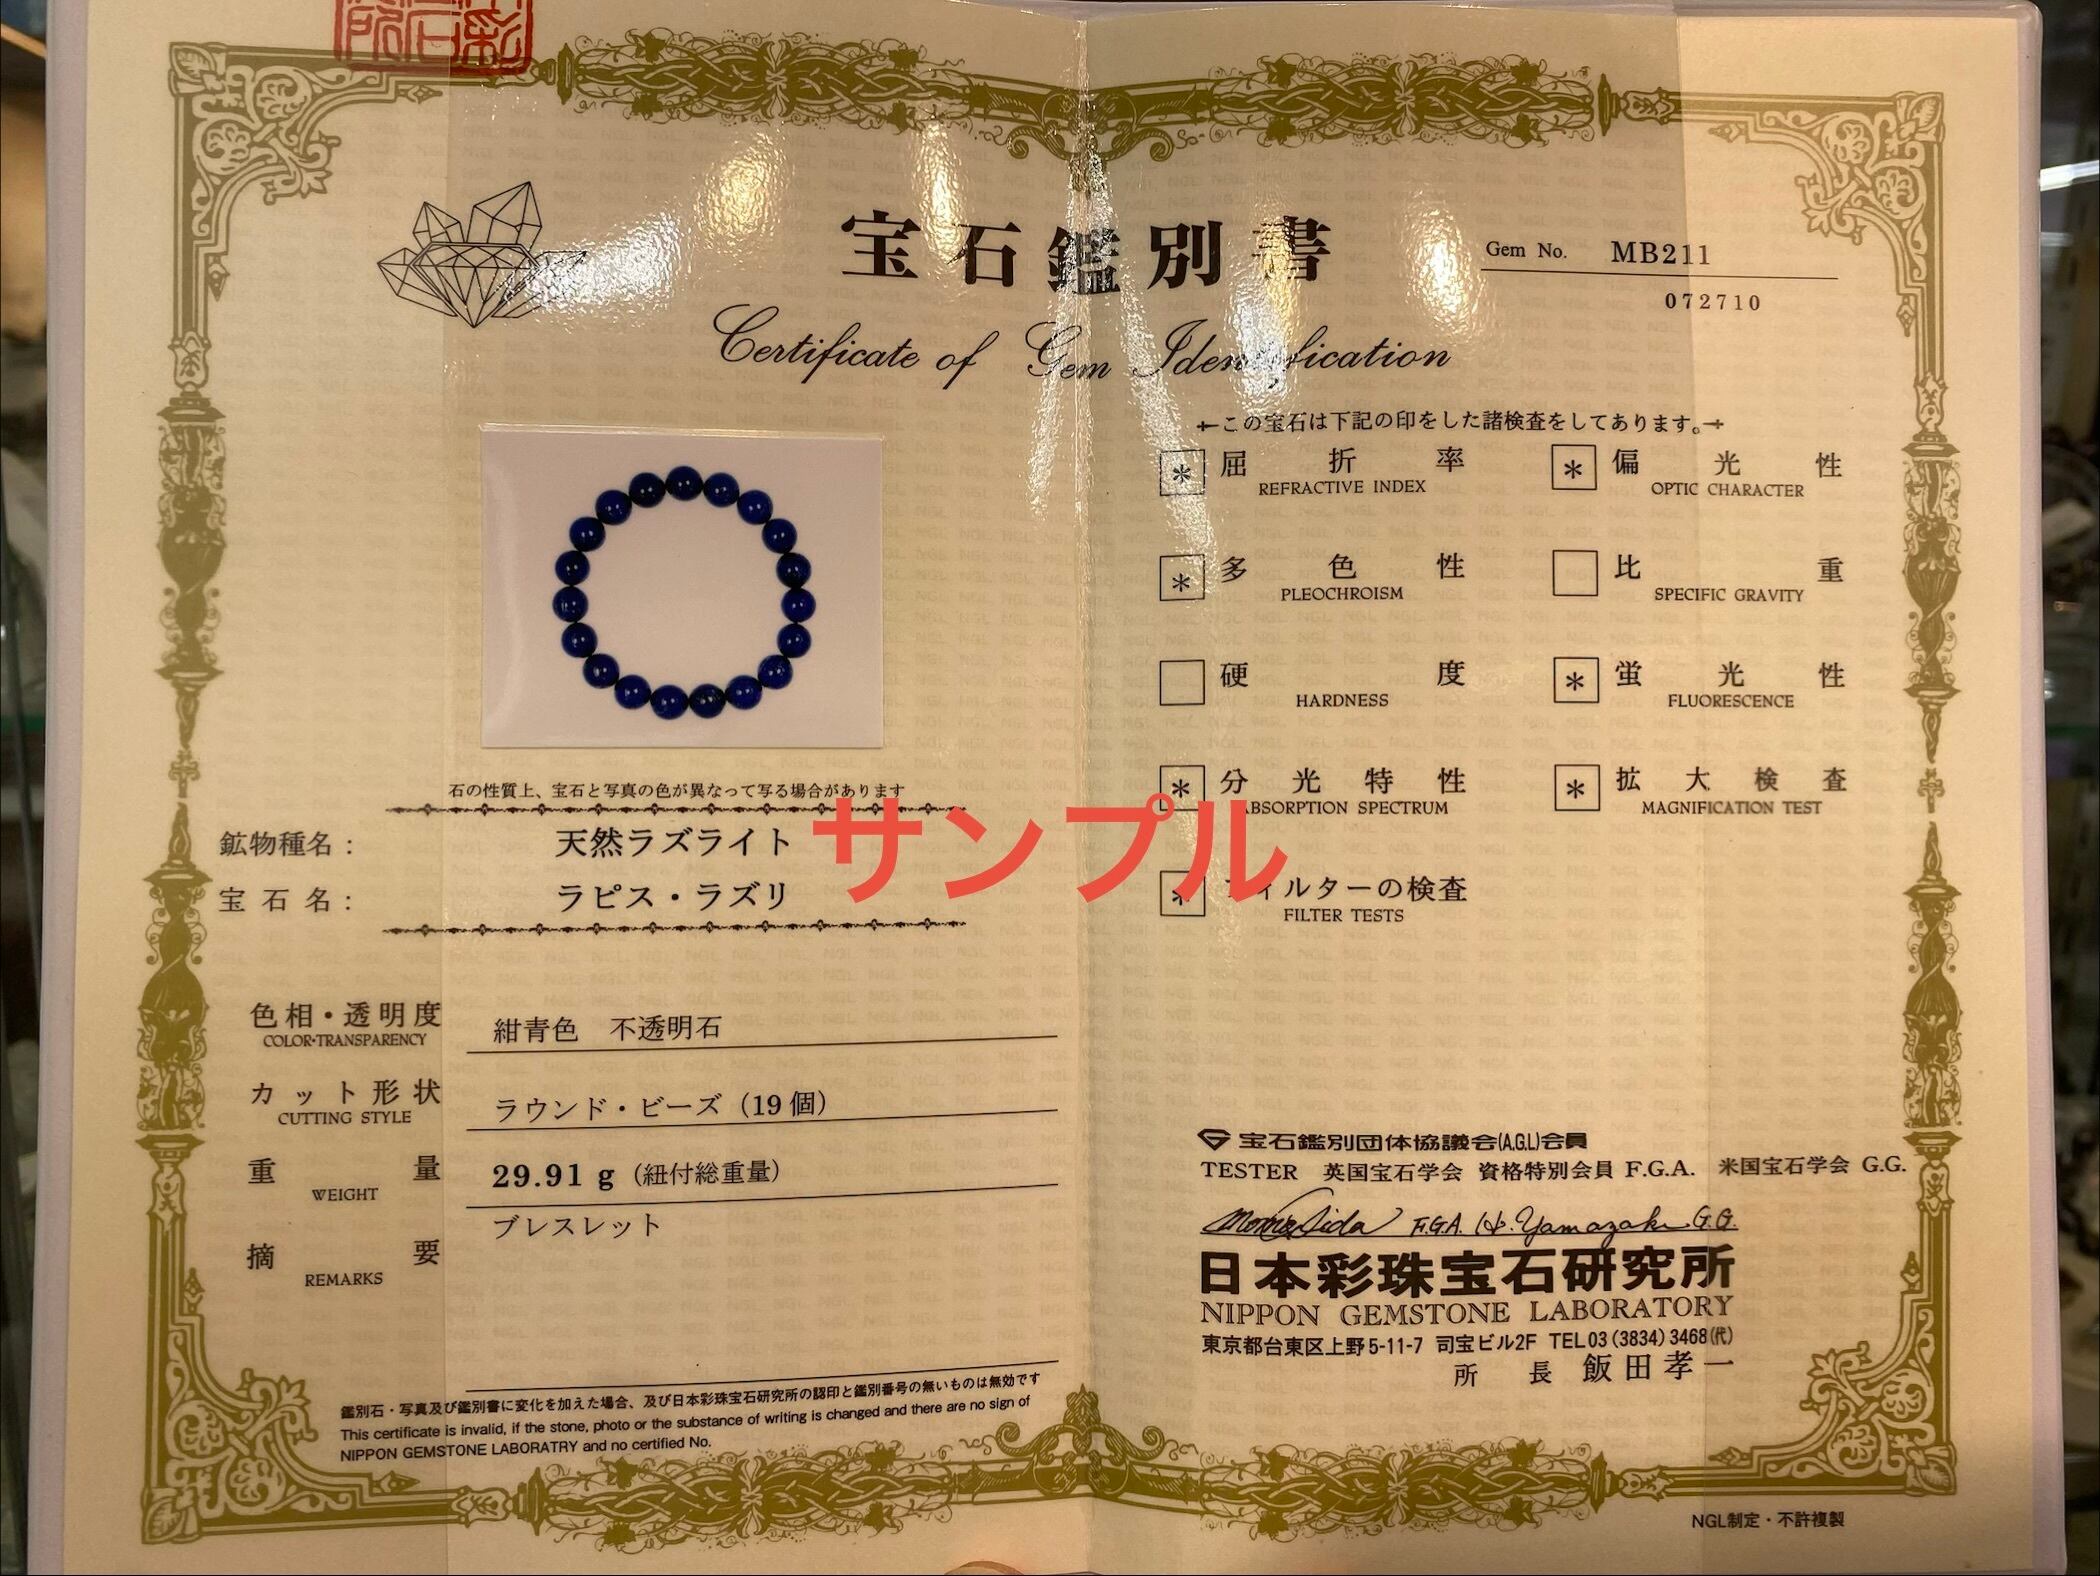 宝石鑑別書
Gem No. MB211
072710
Certificate of Gem Identification
この宝石は下記の印をした諸検査をしてあります。
* 屈折率 REFRACTIVE INDEX
* 偏光性 OPTIC CHARACTER
* 多色性 PLEOCHROISM
比重 SPECIFIC GRAVITY
硬度 HARDNESS
* 蛍光性 FLUORESCENCE
* 分光特性 ABSORPTION SPECTRUM
* 拡大検査 MAGNIFICATION TEST
* フィルターの検査 FILTER TESTS
石の性質上、宝石と写真の色が異なって写る場合があります
サンプル
鉱物種名: 天然ラズライト
宝石名: ラピス・ラズリ
色相・透明度 紺青色 不透明石
COLOR・TRANSPARENCY
カット形状 ラウンド・ビーズ (19個)
CUTTING STYLE
重量 29.91 g (紐付総重量)
WEIGHT
ブレスレット
摘要
REMARKS
鑑別石・写真及び鑑別書に変化を加えた場合、及び日本彩珠宝石研究所の認印と鑑別番号の無いものは無効です
This certificate is invalid, if the stone, photo or the substance of writing is changed and there are no sign of
NIPPON GEMSTONE LABORATRY and no certified No.
宝石鑑別団体協議会(A.G.L)会員
TESTER 英国宝石学会 資格特別会員 F.G.A. 米国宝石学会 G.G.
F.G.A. H. Yamazaki G.G.
日本彩珠宝石研究所
NIPPON GEMSTONE LABORATORY
東京都台東区上野5-11-7 司宝ビル2F TEL03(3834)3468(代)
所長 飯田孝一
NGL制定・不許複製